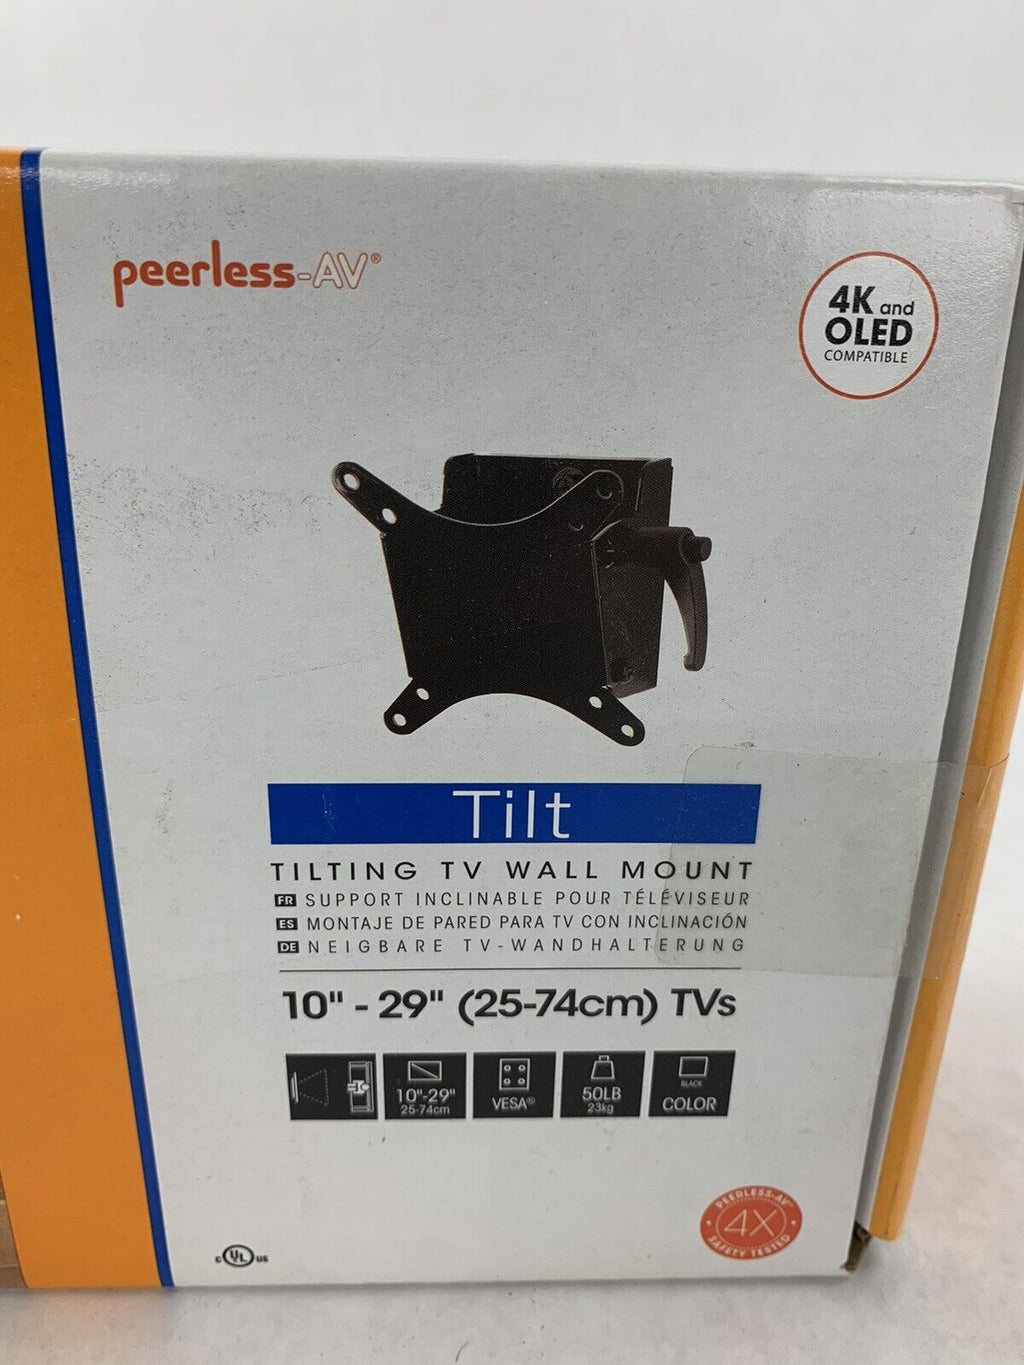 peerless-AV®
4K and
OLED
COMPATIBLE
Tilt
TILTING TV WALL MOUNT
FR SUPPORT INCLINABLE POUR TÉLÉVISEUR
ES MONTAJE DE PARED PARA TV CON INCLINACIÓN
DE NEIGBARE TV-WANDHALTERUNG
10" - 29" (25-74cm) TVs
10"-29"
25-74cm
VESA®
50LB
23kg
BLACK
COLOR
PEERLESS-AV®
4X
SAFETY TESTED
C UL US